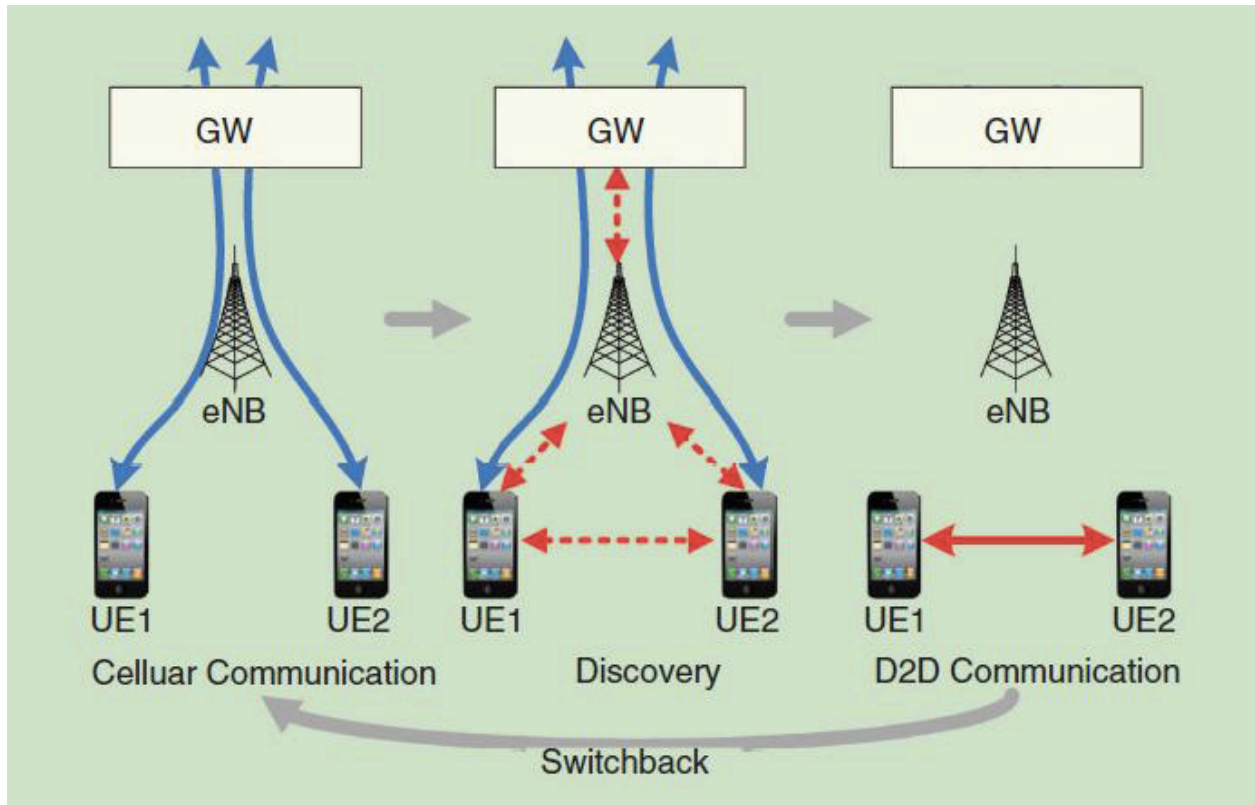 GW
GW
GW
eNB
eNB
eNB
UE1
UE2
UE1
UE2
UE1
UE2
Celluar Communication
Discovery
D2D Communication
Switchback